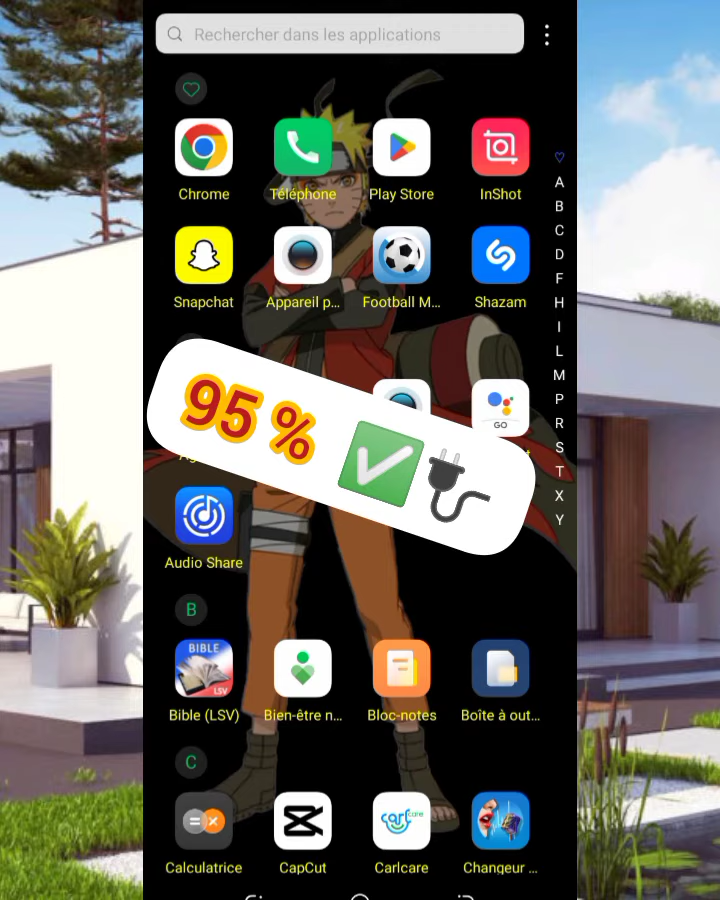 Rechercher dans les applications
Chrome
Téléphone
Play Store
InShot
A
B
C
D
F
H
I
L
M
P
R
S
T
X
Y
Snapchat
Appareil p...
Football M...
Shazam
GO
95 %
Audio Share
B
BIBLE
LSV
Bible (LSV)
Bien-être n...
Bloc-notes
Boîte à out...
C
carlcare
Calculatrice
CapCut
Carlcare
Changeur ...